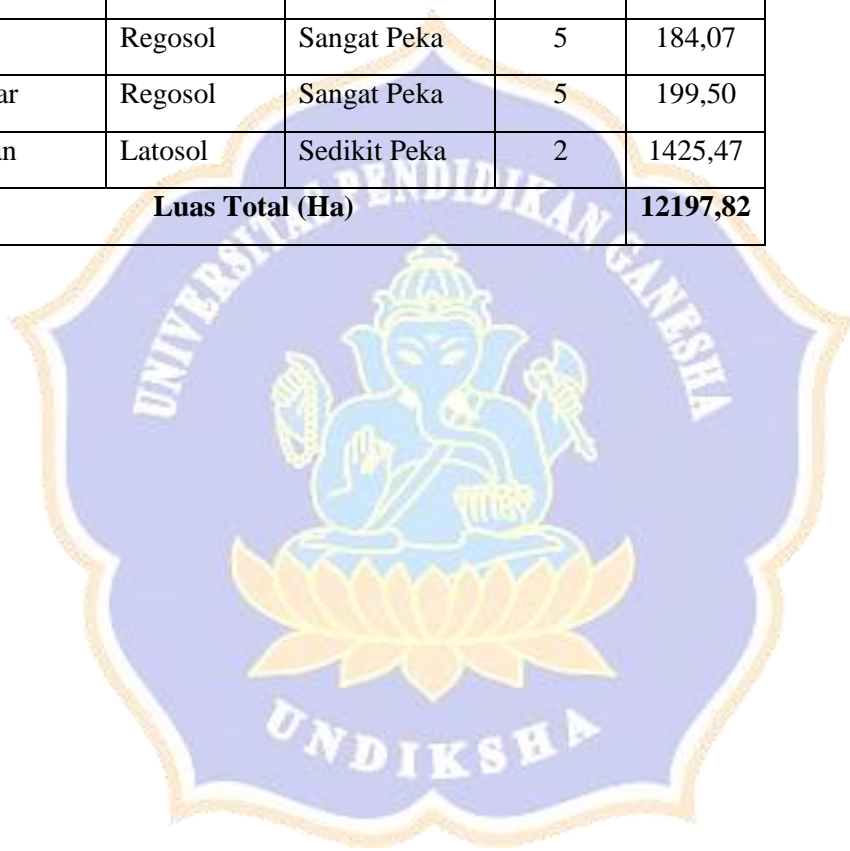 Regosol Sangat Peka 5 184,07
ar Regosol Sangat Peka 5 199,50
an Latosol Sedikit Peka 2 1425,47
Luas Total (Ha) 12197,82
UNIVERSITAS PENDIDIKAN GANESHA
UNDIKSHA